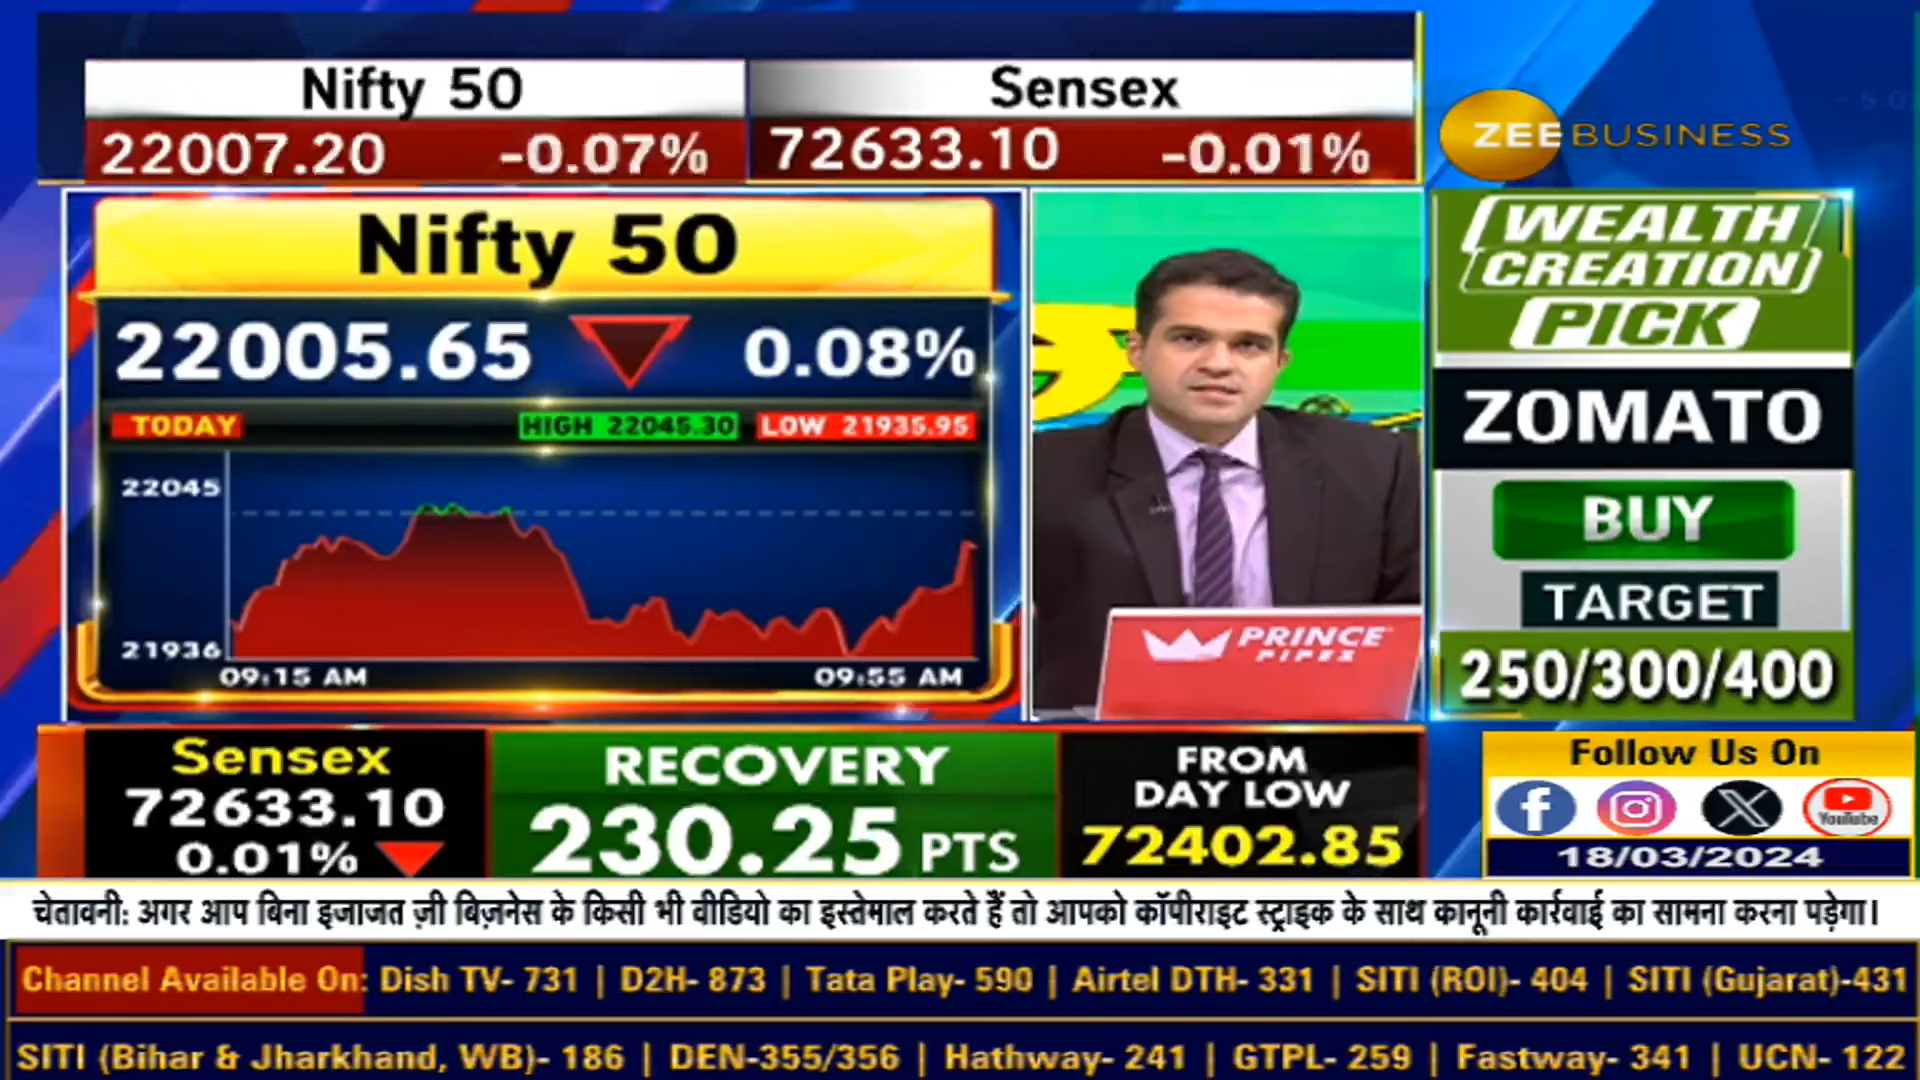 Nifty 50
22007.20 -0.07%
Sensex
72633.10 -0.01%
ZEE BUSINESS
Nifty 50
22005.65 0.08%
TODAY HIGH 22045.30 LOW 21935.95
22045
21936
09:15 AM 09:55 AM
PRINCE
PIPES
WEALTH
CREATION
PICK
ZOMATO
BUY
TARGET
250/300/400
Sensex
72633.10
0.01%
RECOVERY
230.25 PTS
FROM
DAY LOW
72402.85
Follow Us On
YouTube
18/03/2024
चेतावनी: अगर आप बिना इजाजत ज़ी बिज़नेस के किसी भी वीडियो का इस्तेमाल करते हैं तो आपको कॉपीराइट स्ट्राइक के साथ कानूनी कार्रवाई का सामना करना पड़ेगा।
Channel Available On: Dish TV- 731 | D2H- 873 | Tata Play- 590 | Airtel DTH- 331 | SITI (ROI)- 404 | SITI (Gujarat)-431
SITI (Bihar & Jharkhand, WB)- 186 | DEN-355/356 | Hathway- 241 | GTPL- 259 | Fastway- 341 | UCN- 122